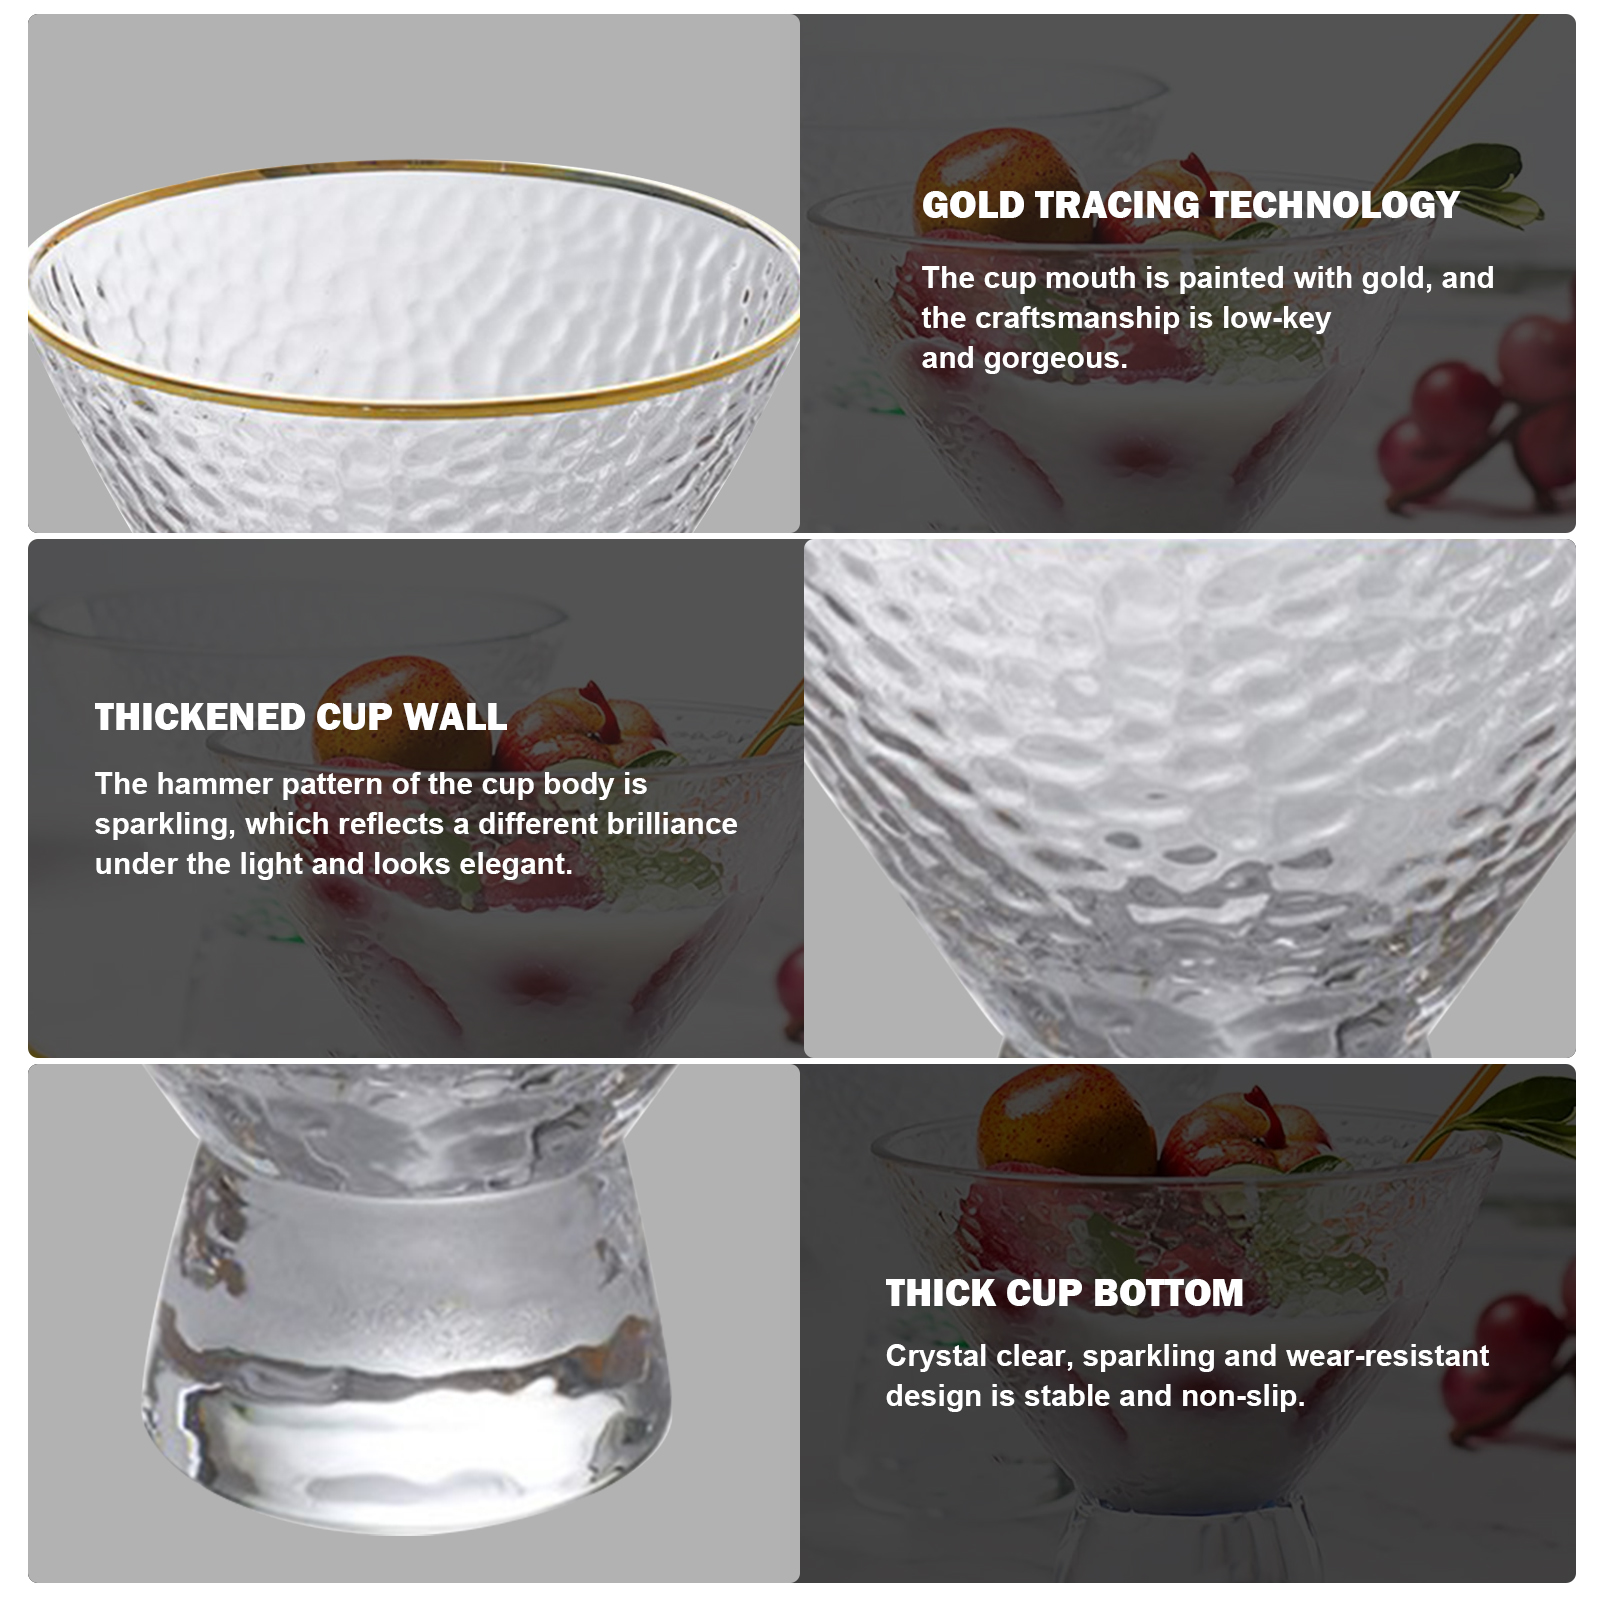 GOLD TRACING TECHNOLOGY
The cup mouth is painted with gold, and
the craftsmanship is low-key
and gorgeous.
THICKENED CUP WALL
The hammer pattern of the cup body is
sparkling, which reflects a different brilliance
under the light and looks elegant.
THICK CUP BOTTOM
Crystal clear, sparkling and wear-resistant
design is stable and non-slip.